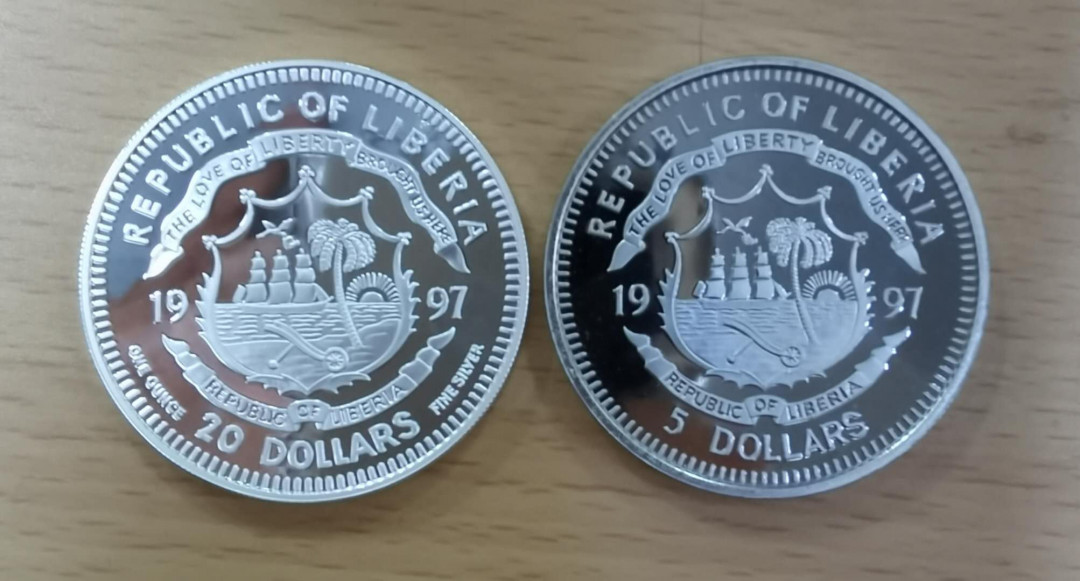 REPUBLIC OF LIBERIA
THE LOVE OF LIBERTY BROUGHT US HERE
19 97
REPUBLIC OF LIBERIA
ONE OUNCE 20 DOLLARS FINE SILVER
REPUBLIC OF LIBERIA
THE LOVE OF LIBERTY BROUGHT US HERE
19 97
REPUBLIC OF LIBERIA
5 DOLLARS